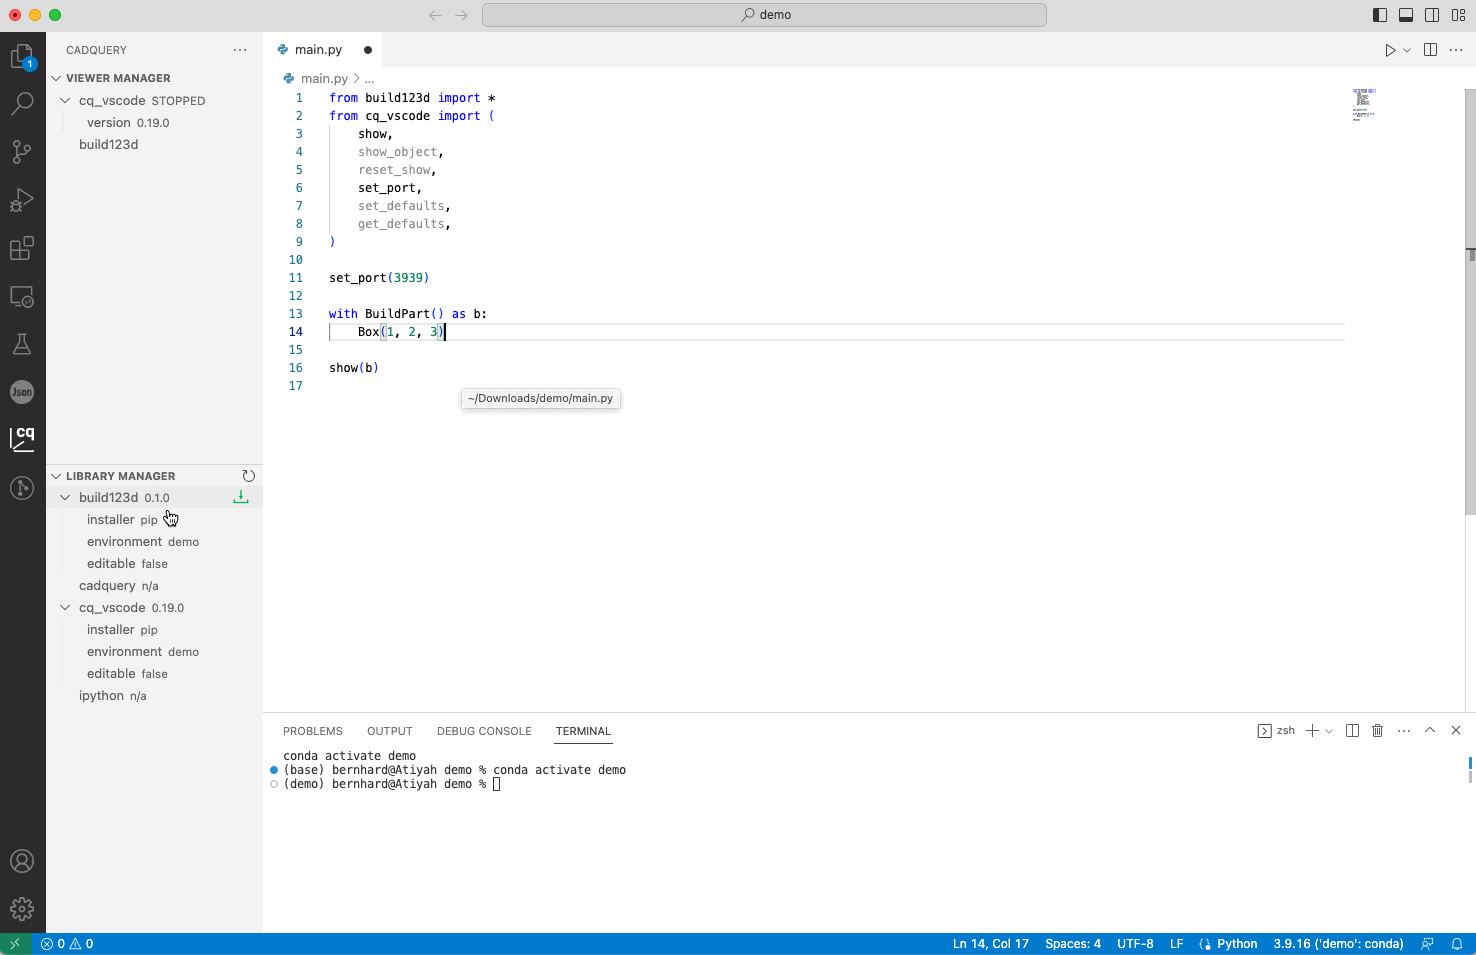 demo
1
CADQUERY
VIEWER MANAGER
cq_vscode STOPPED
version 0.19.0
build123d
Json
cq
LIBRARY MANAGER
build123d 0.1.0
installer pip
environment demo
editable false
cadquery n/a
cq_vscode 0.19.0
installer pip
environment demo
editable false
ipython n/a
main.py
main.py > ...
1 from build123d import *
2 from cq_vscode import (
3 show,
4 show_object,
5 reset_show,
6 set_port,
7 set_defaults,
8 get_defaults,
9 )
10
11 set_port(3939)
12
13 with BuildPart() as b:
14 Box(1, 2, 3)
15
16 show(b)
17
~/Downloads/demo/main.py
PROBLEMS OUTPUT DEBUG CONSOLE TERMINAL
zsh
conda activate demo
(base) bernhard@Atiyah demo % conda activate demo
(demo) bernhard@Atiyah demo %
0 0
Ln 14, Col 17 Spaces: 4 UTF-8 LF Python 3.9.16 ('demo': conda)